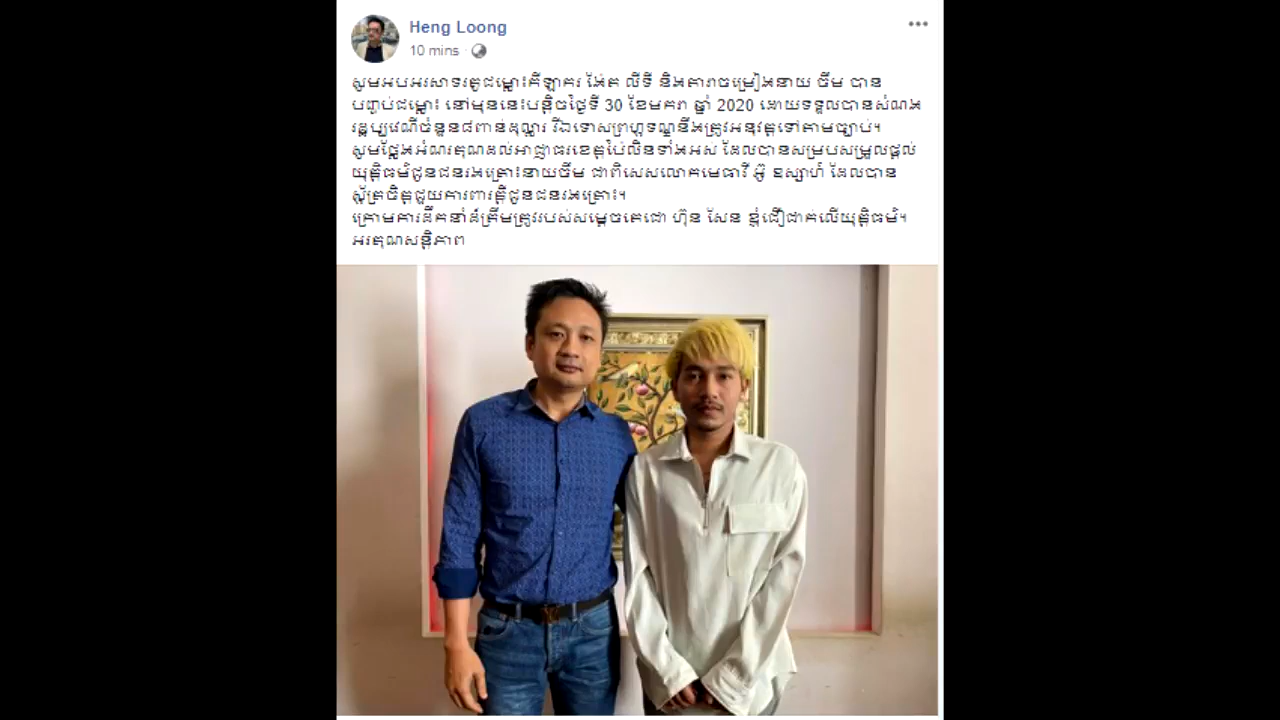 Heng Loong
10 mins ·
សូមអបអរសាទរគូជម្លោះកីឡាករ ង៉ែត លីទី និងតារាចម្រៀងនាយ ចឺម បាន
បញ្ចប់ជម្លោះ នៅមុននេះបន្តិចថ្ងៃទី 30 ខែមករា ឆ្នាំ 2020 ដោយទទួលបានសំណង
រដ្ឋប្បវេណីចំនួន៨ពាន់ដុល្លារ រីឯទោសព្រហ្មទណ្ឌនឹងត្រូវអនុវត្តទៅតាមច្បាប់។
សូមថ្លែងអំណរគុណដល់អាជ្ញាធរខេត្តប៉ៃលិនទាំងអស់ ដែលបានសម្របសម្រួលផ្តល់
យុត្តិធម៌ជូនជនរងគ្រោះនាយចឺម ជាពិសេសលោកមេធាវី អ៊ូ ឧស្សាហ៍ ដែលបាន
ស្ម័គ្រចិត្តជួយការពារក្តីជូនជនរងគ្រោះ។
ក្រោមការដឹកនាំដ៏ត្រឹមត្រូវរបស់សម្តេចតេជោ ហ៊ុន សែន ខ្ញុំជឿជាក់លើយុត្តិធម៌។
អរគុណសន្តិភាព